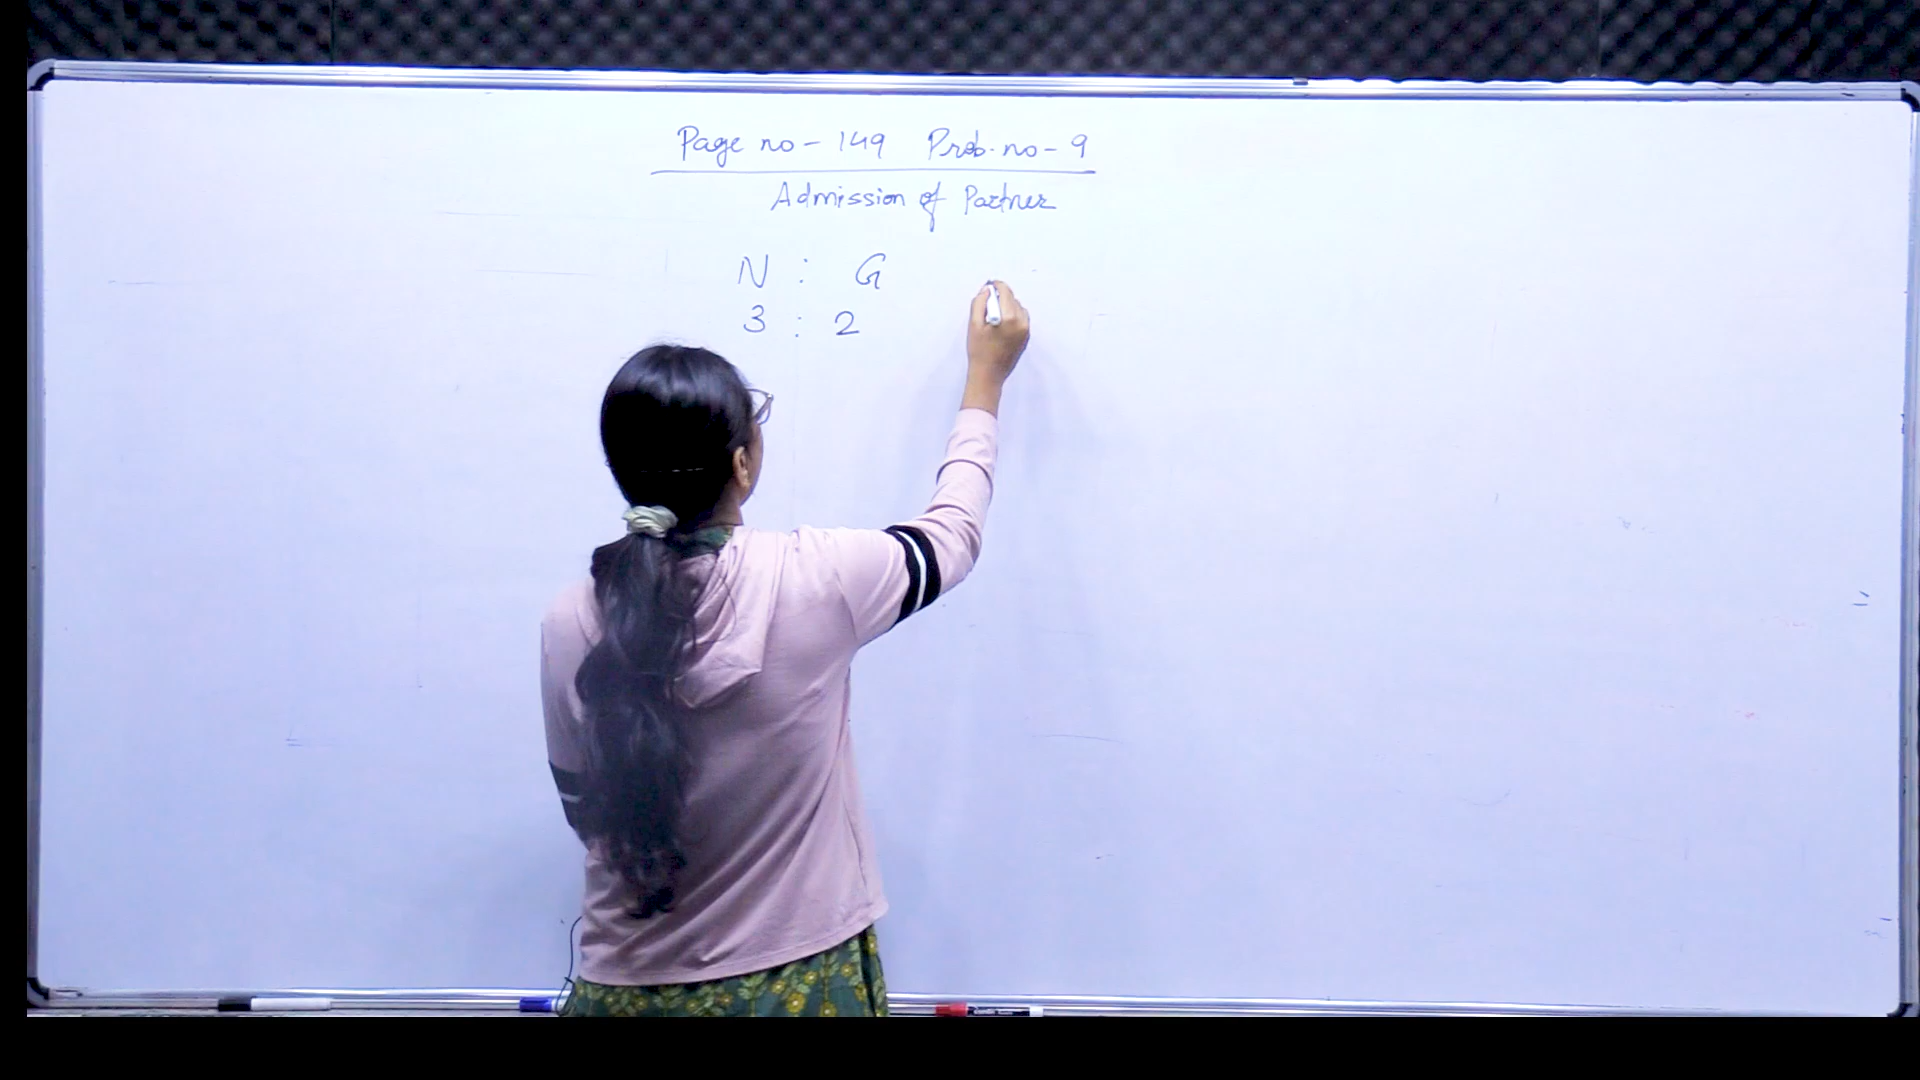 Page no - 149 Prob. no - 9
Admission of Partner
N : G
3 : 2